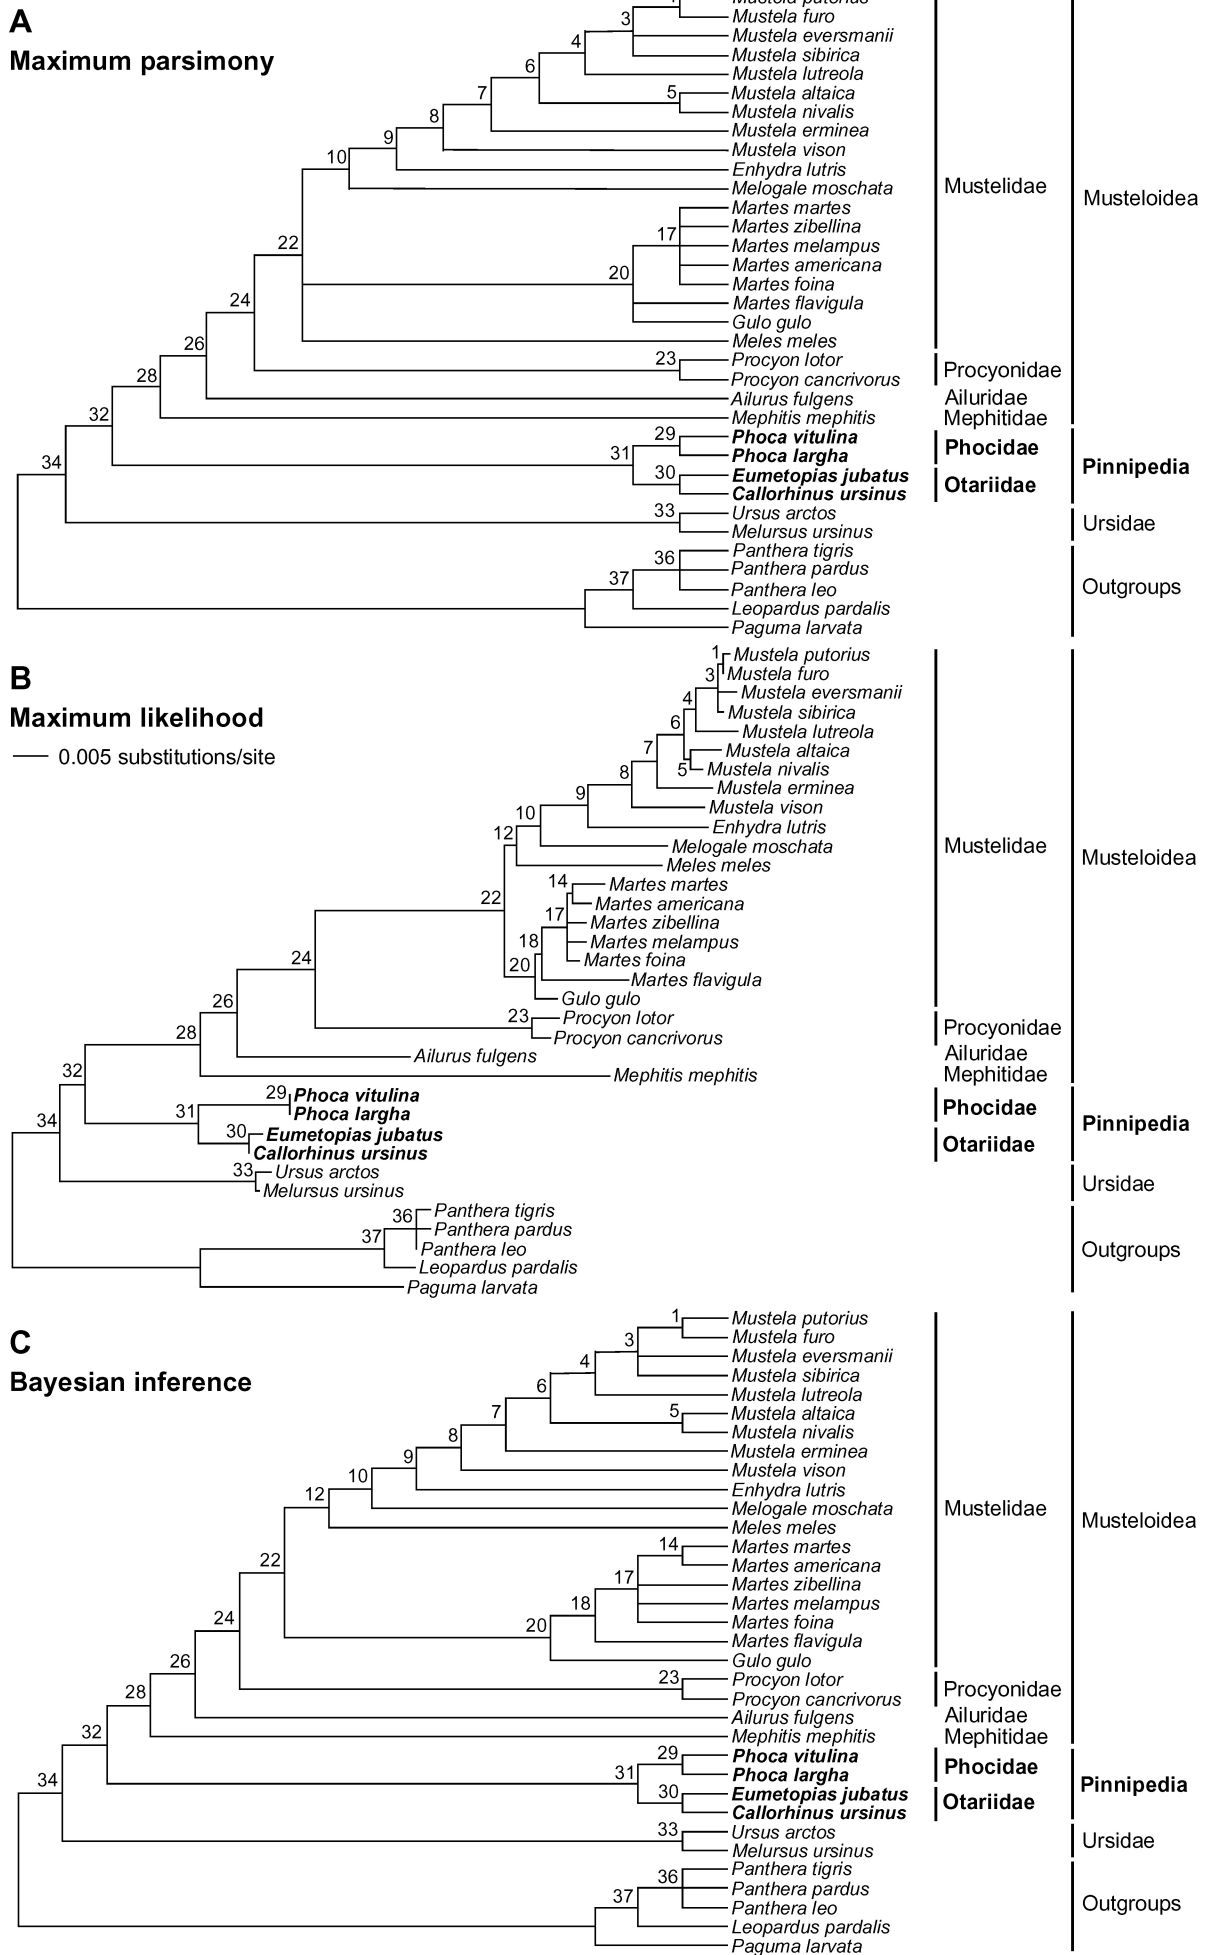 A
Maximum parsimony
Mustela putorius
3
Mustela furo
Mustela eversmanii
4
Mustela sibirica
6
Mustela lutreola
5
Mustela altaica
7
Mustela nivalis
8
Mustela erminea
9
Mustela vison
10
Enhydra lutris
Melogale moschata
Mustelidae
Musteloidea
Martes martes
Martes zibellina
17
Martes melampus
22
Martes americana
20
Martes foina
24
Martes flavigula
Gulo gulo
26
Meles meles
23
Procyon lotor
Procyonidae
28
Procyon cancrivorus
Ailurus fulgens
Ailuridae
32
Mephitis mephitis
Mephitidae
29
Phoca vitulina
Phocidae
31
Phoca largha
Pinnipedia
34
30
Eumetopias jubatus
Otariidae
Callorhinus ursinus
33
Ursus arctos
Ursidae
Melursus ursinus
36
Panthera tigris
Panthera pardus
37
Panthera leo
Outgroups
Leopardus pardalis
Paguma larvata
B
Maximum likelihood
0.005 substitutions/site
1
Mustela putorius
3
Mustela furo
4
Mustela eversmanii
Mustela sibirica
6
Mustela lutreola
7
Mustela altaica
5
Mustela nivalis
8
Mustela erminea
9
Mustela vison
10
Enhydra lutris
12
Melogale moschata
Mustelidae
Musteloidea
Meles meles
14
Martes martes
22
Martes americana
17
Martes zibellina
18
Martes melampus
24
20
Martes foina
Martes flavigula
26
Gulo gulo
23
Procyon lotor
Procyonidae
28
Procyon cancrivorus
Ailurus fulgens
Ailuridae
32
Mephitis mephitis
Mephitidae
29
Phoca vitulina
Phocidae
31
Phoca largha
Pinnipedia
34
30
Eumetopias jubatus
Otariidae
Callorhinus ursinus
33
Ursus arctos
Ursidae
Melursus ursinus
36
Panthera tigris
37
Panthera pardus
Panthera leo
Outgroups
Leopardus pardalis
Paguma larvata
C
Bayesian inference
1
Mustela putorius
3
Mustela furo
4
Mustela eversmanii
Mustela sibirica
6
Mustela lutreola
7
5
Mustela altaica
8
Mustela nivalis
9
Mustela erminea
10
Mustela vison
12
Enhydra lutris
Melogale moschata
Mustelidae
Musteloidea
Meles meles
14
Martes martes
22
Martes americana
17
Martes zibellina
18
Martes melampus
24
20
Martes foina
Martes flavigula
26
Gulo gulo
23
Procyon lotor
Procyonidae
28
Procyon cancrivorus
Ailurus fulgens
Ailuridae
32
Mephitis mephitis
Mephitidae
29
Phoca vitulina
Phocidae
31
Phoca largha
Pinnipedia
34
30
Eumetopias jubatus
Otariidae
Callorhinus ursinus
33
Ursus arctos
Ursidae
Melursus ursinus
36
Panthera tigris
37
Panthera pardus
Panthera leo
Outgroups
Leopardus pardalis
Paguma larvata